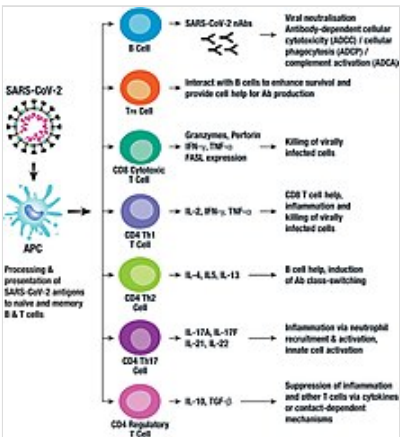 SARS-CoV-2
APC
Processing &
presentation of
SARS-CoV-2 antigens
to naïve and memory
B & T cells
B Cell
SARS-CoV-2 nAbs
Viral neutralisation
Antibody-dependent cellular
cytotoxicity (ADCC) / cellular
phagocytosis (ADCP) /
complement activation (ADCA)
Cell
Interact with B cells to enhance survival and
provide cell help for Ab production
CD8 Cytotoxic
T Cell
Granzymes, Perforin
IFN-γ, TNF-α
FASL expression
Killing of virally
infected cells
CD4 Th1
T Cell
IL-2, IFN-γ, TNF-α
CD8 T cell help,
inflammation and
killing of virally
infected cells
CD4 Th2
Cell
IL-4, IL5, IL-13
B cell help, induction
of Ab class-switching
CD4 Th17
Cell
IL-17A, IL-17F
IL-21, IL-22
Inflammation via neutrophil
recruitment & activation,
innate cell activation
CD4 Regulatory
T Cell
IL-10, TGF-β
Suppression of inflammation
and other T cells via cytokines
or contact-dependent
mechanisms